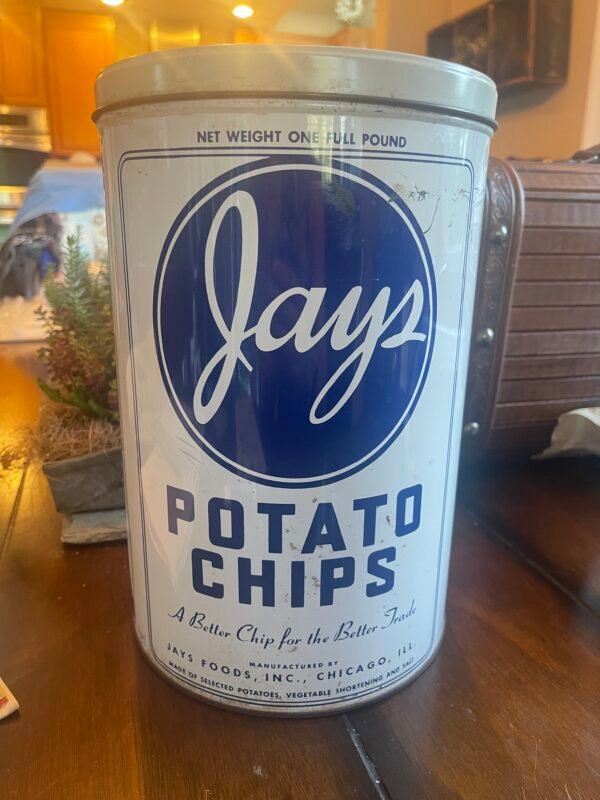 NET WEIGHT ONE FULL POUND
Jays
POTATO
CHIPS
A Better Chip for the Better Trade
MANUFACTURED BY
JAYS FOODS, INC., CHICAGO, ILL.
MADE OF SELECTED POTATOES, VEGETABLE SHORTENING AND SALT